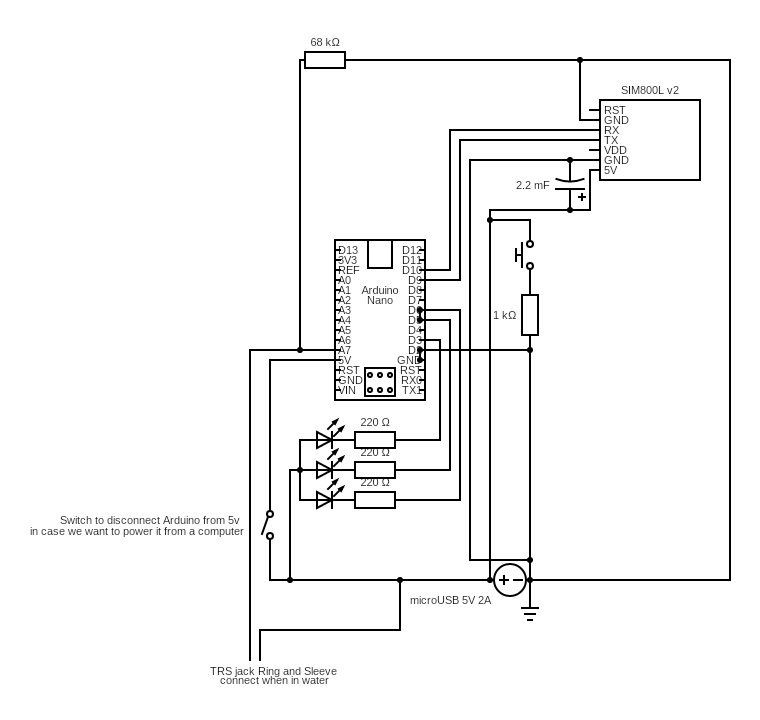 68 kΩ
SIM800L v2
RST
GND
RX
TX
VDD
GND
5V
2.2 mF
+
1 kΩ
Arduino
Nano
D13
3V3
REF
A0
A1
A2
A3
A4
A5
A6
A7
5V
RST
GND
VIN
D12
D11
D10
D9
D8
D7
D6
D5
D4
D3
D2
GND
RST
RX0
TX1
220 Ω
220 Ω
220 Ω
Switch to disconnect Arduino from 5v
in case we want to power it from a computer
microUSB 5V 2A
TRS jack Ring and Sleeve
connect when in water